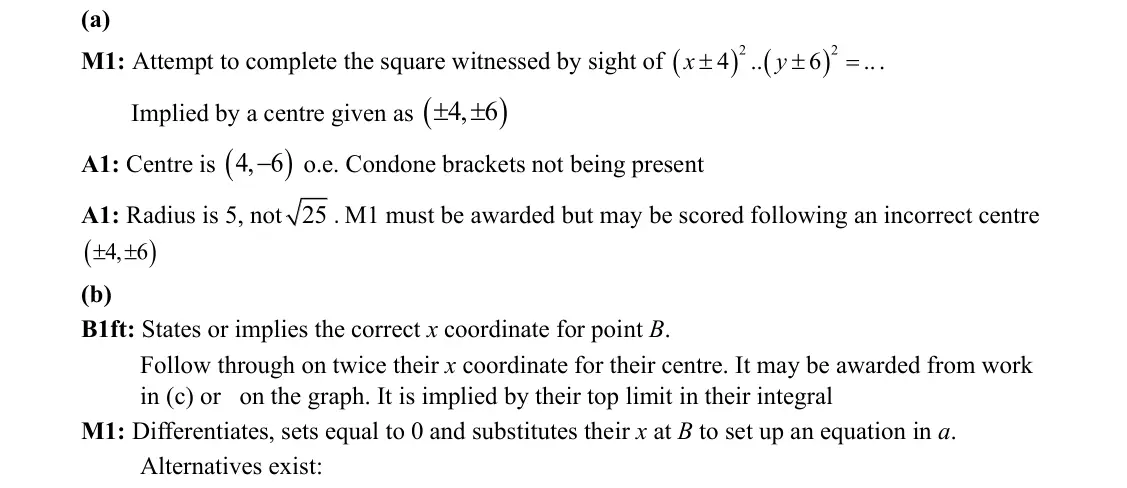 (a)
M1: Attempt to complete the square witnessed by sight of (x±4)²..(y±6)² =...
Implied by a centre given as (±4,±6)
A1: Centre is (4,−6) o.e. Condone brackets not being present
A1: Radius is 5, not √25 . M1 must be awarded but may be scored following an incorrect centre
(±4,±6)
(b)
B1ft: States or implies the correct x coordinate for point B.
Follow through on twice their x coordinate for their centre. It may be awarded from work
in (c) or on the graph. It is implied by their top limit in their integral
M1: Differentiates, sets equal to 0 and substitutes their x at B to set up an equation in a.
Alternatives exist: